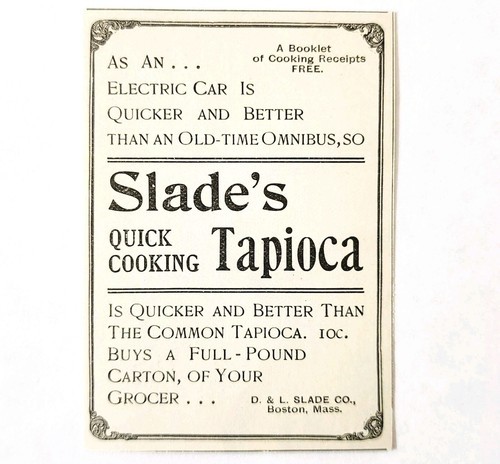 A Booklet
of Cooking Receipts
FREE.
As An . . .
Electric Car Is
Quicker and Better
than an Old-time Omnibus, so
Slade's
QUICK
COOKING
Tapioca
Is Quicker and Better Than
The Common Tapioca. 10c.
Buys a Full-Pound
Carton, of Your
Grocer . . .
D. & L. SLADE CO.,
Boston, Mass.